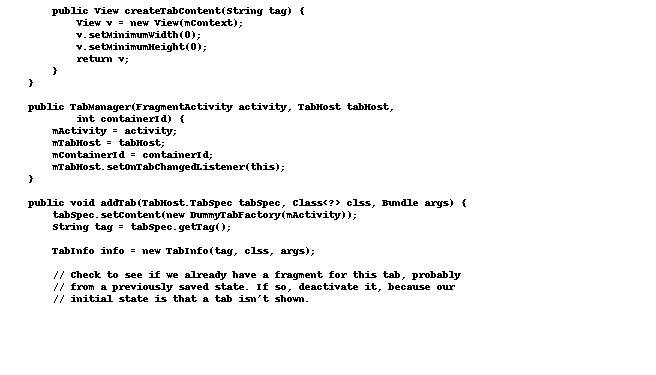 public View createTabContent(String tag) {
View v = new View(mContext);
v.setMinimumWidth(0);
v.setMinimumHeight(0);
return v;
}
}
public TabManager(FragmentActivity activity, TabHost tabHost,
int containerId) {
mActivity = activity;
mTabHost = tabHost;
mContainerId = containerId;
mTabHost.setOnTabChangedListener(this);
}
public void addTab(TabHost.TabSpec tabSpec, Class<?> clss, Bundle args) {
tabSpec.setContent(new DummyTabFactory(mActivity));
String tag = tabSpec.getTag();
TabInfo info = new TabInfo(tag, clss, args);
// Check to see if we already have a fragment for this tab, probably
// from a previously saved state. If so, deactivate it, because our
// initial state is that a tab isn't shown.